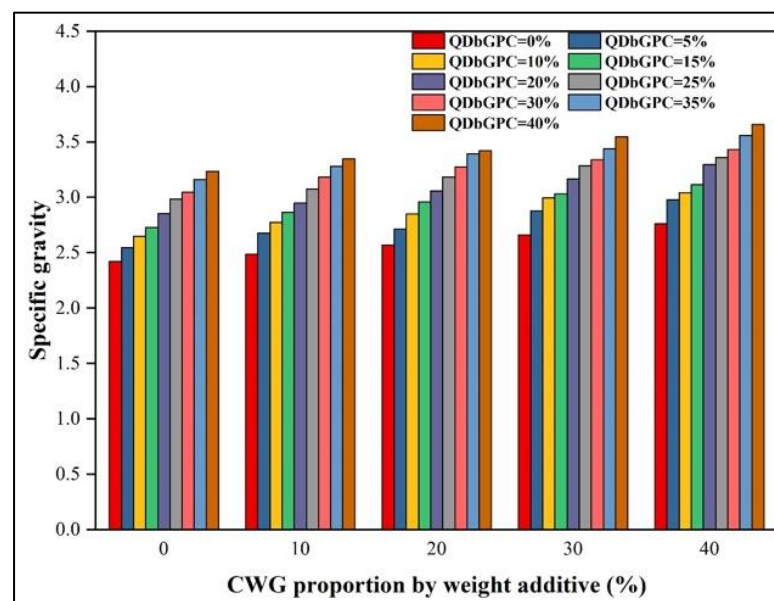 4.5
4.0
3.5
3.0
2.5
2.0
1.5
1.0
0.5
0.0
Specific gravity
QDbGPC=0% QDbGPC=5%
QDbGPC=10% QDbGPC=15%
QDbGPC=20% QDbGPC=25%
QDbGPC=30% QDbGPC=35%
QDbGPC=40%
0 10 20 30 40
CWG proportion by weight additive (%)